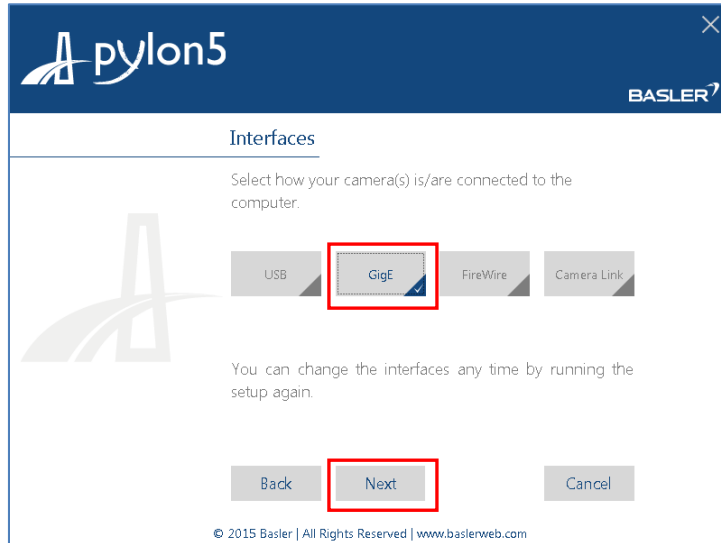 pylon5
BASLER
Interfaces
Select how your camera(s) is/are connected to the
computer.
USB GigE FireWire Camera Link
You can change the interfaces any time by running the
setup again.
Back Next Cancel
© 2015 Basler | All Rights Reserved | www.baslerweb.com